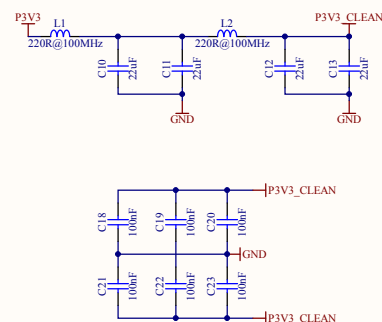 P3V3
L1
L2
P3V3_CLEAN
220R@100MHz
220R@100MHz
C10
22uF
C11
22uF
C12
22uF
C13
22uF
GND
GND
P3V3_CLEAN
C18
100nF
C19
100nF
C20
100nF
GND
C21
100nF
C22
100nF
C23
100nF
P3V3_CLEAN